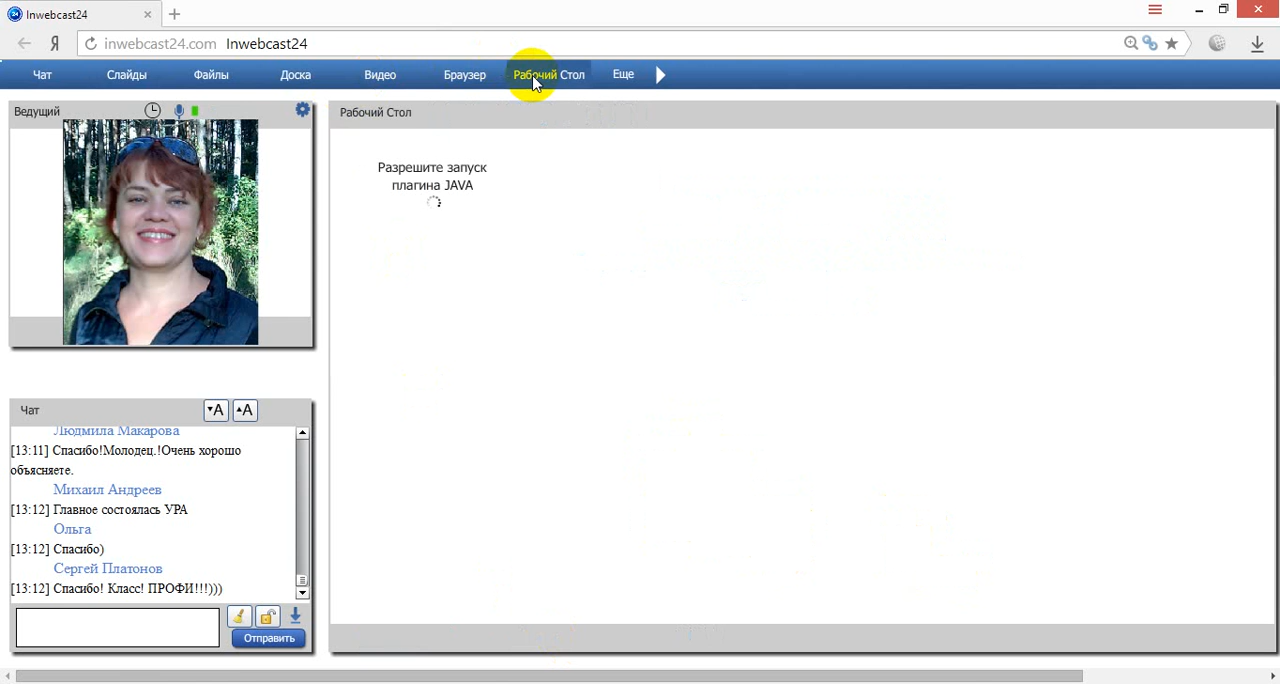 Inwebcast24
inwebcast24.com Inwebcast24
Чат Слайды Файлы Доска Видео Браузер Рабочий Стол Еще
Ведущий
Рабочий Стол
Разрешите запуск
плагина JAVA
Чат
A A
Людмила Макарова
[13:11] Спасибо!Молодец.!Очень хорошо
объясняете.
Михаил Андреев
[13:12] Главное состоялась УРА
Ольга
[13:12] Спасибо)
Сергей Платонов
[13:12] Спасибо! Класс! ПРОФИ!!!)))
Отправить